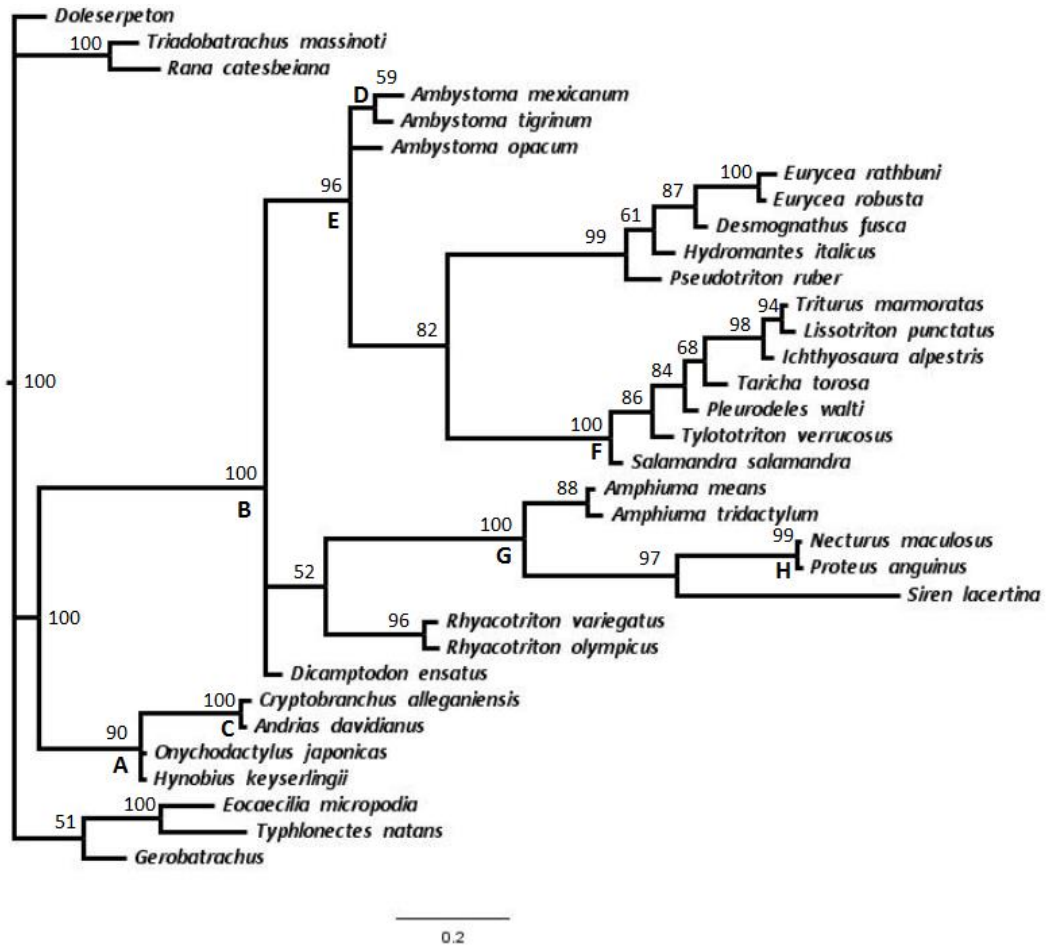 Doleserpeton
100
Triadobatrachus massinoti
Rana catesbeiana
59
D
Ambystoma mexicanum
Ambystoma tigrinum
Ambystoma opacum
96
E
100
Eurycea rathbuni
Eurycea robusta
87
Desmognathus fusca
61
Hydromantes italicus
99
Pseudotriton ruber
94
Triturus marmoratas
98
Lissotriton punctatus
Ichthyosaura alpestris
82
68
Taricha torosa
84
Pleurodeles walti
86
Tylototriton verrucosus
100
F
Salamandra salamandra
100
100
B
88
Amphiuma means
Amphiuma tridactylum
100
G
99
Necturus maculosus
97
H
Proteus anguinus
Siren lacertina
52
96
Rhyacotriton variegatus
Rhyacotriton olympicus
100
Dicamptodon ensatus
100
Cryptobranchus alleganiensis
C
Andrias davidianus
90
A
Onychodactylus japonicas
Hynobius keyserlingii
100
Eocaecilia micropodia
51
Typhlonectes natans
Gerobatrachus
0.2